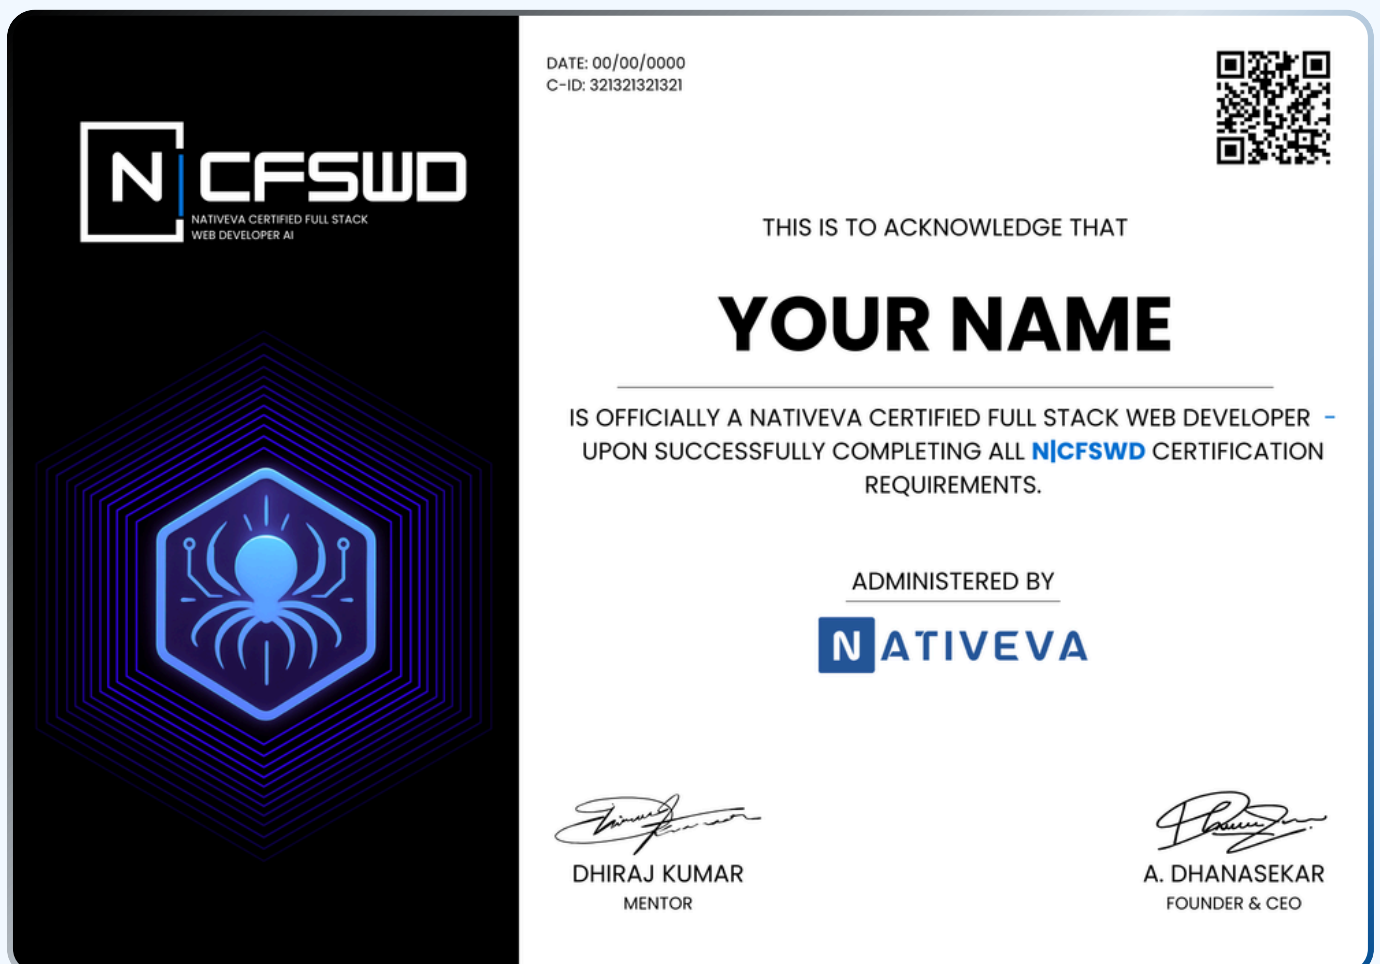 N|CFSWD
NATIVEVA CERTIFIED FULL STACK
WEB DEVELOPER AI
DATE: 00/00/0000
C-ID: 321321321321
THIS IS TO ACKNOWLEDGE THAT
YOUR NAME
IS OFFICIALLY A NATIVEVA CERTIFIED FULL STACK WEB DEVELOPER -
UPON SUCCESSFULLY COMPLETING ALL N|CFSWD CERTIFICATION
REQUIREMENTS.
ADMINISTERED BY
NATIVEVA
DHIRAJ KUMAR
MENTOR
A. DHANASEKAR
FOUNDER & CEO